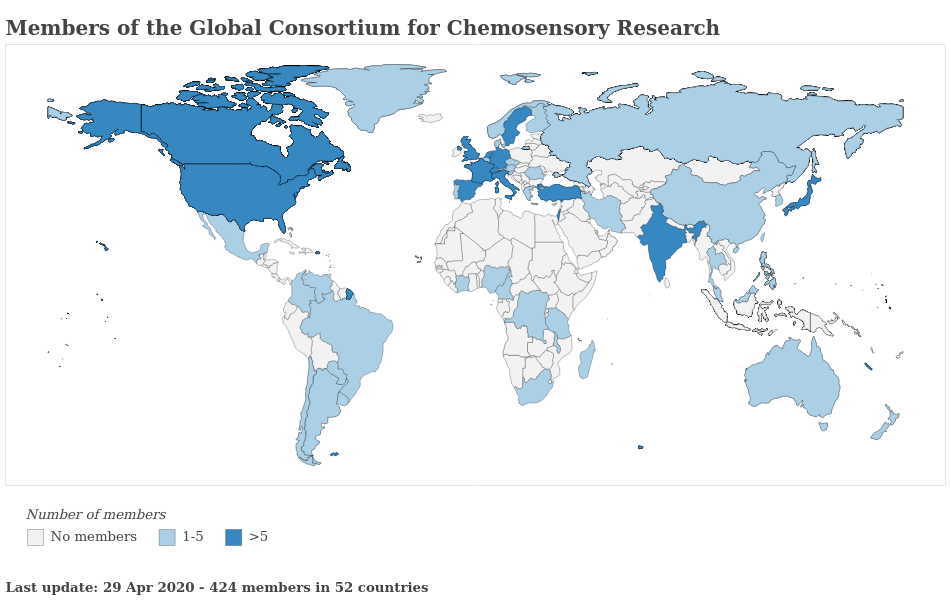 Members of the Global Consortium for Chemosensory Research
Number of members
No members
1-5
>5
Last update: 29 Apr 2020 - 424 members in 52 countries